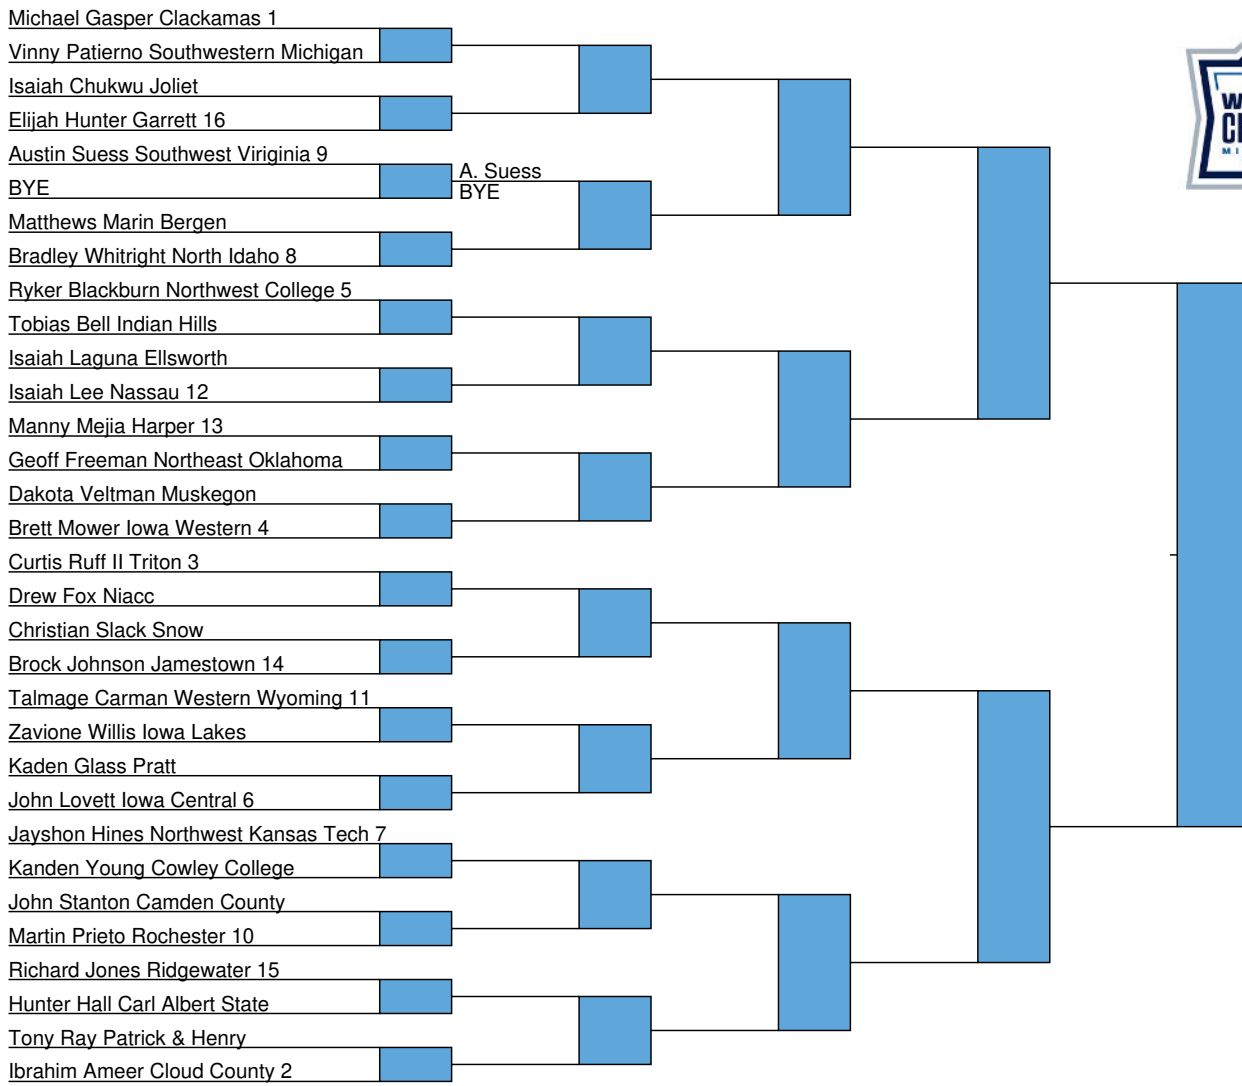 Michael Gasper Clackamas 1
Vinny Patierno Southwestern Michigan
Isaiah Chukwu Joliet
Elijah Hunter Garrett 16
Austin Suess Southwest Viriginia 9
A. Suess
BYE
BYE
Matthews Marin Bergen
Bradley Whitright North Idaho 8
Ryker Blackburn Northwest College 5
Tobias Bell Indian Hills
Isaiah Laguna Ellsworth
Isaiah Lee Nassau 12
Manny Mejia Harper 13
Geoff Freeman Northeast Oklahoma
Dakota Veltman Muskegon
Brett Mower Iowa Western 4
Curtis Ruff II Triton 3
Drew Fox Niacc
Christian Slack Snow
Brock Johnson Jamestown 14
Talmage Carman Western Wyoming 11
Zavione Willis Iowa Lakes
Kaden Glass Pratt
John Lovett Iowa Central 6
Jayshon Hines Northwest Kansas Tech 7
Kanden Young Cowley College
John Stanton Camden County
Martin Prieto Rochester 10
Richard Jones Ridgewater 15
Hunter Hall Carl Albert State
Tony Ray Patrick & Henry
Ibrahim Ameer Cloud County 2